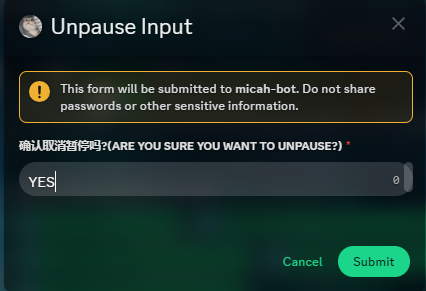 Unpause Input
This form will be submitted to micah-bot. Do not share
passwords or other sensitive information.
确认取消暂停吗?(ARE YOU SURE YOU WANT TO UNPAUSE?) *
YES
0
Cancel
Submit